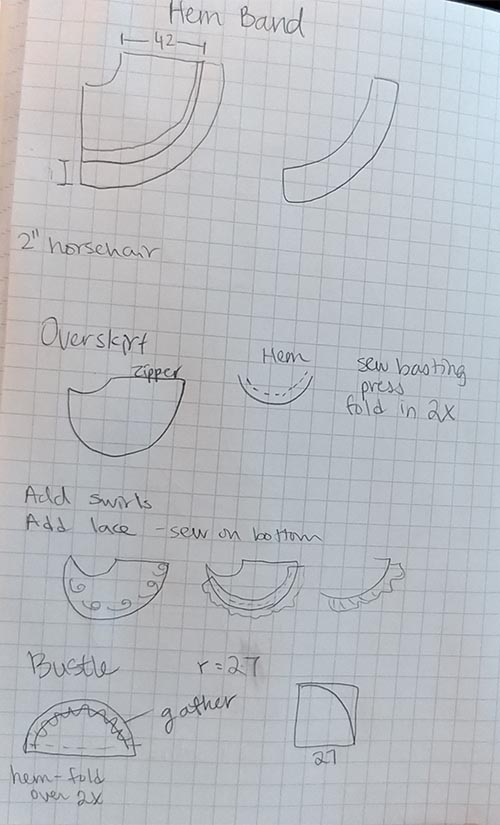 Hem Band
42
2" horsehair
Overskirt
Zipper
Hem
sew basting
press
fold in 2x
Add swirls
Add lace - sew on bottom
Bustle
r = 27
gather
27
hem-fold
over 2x